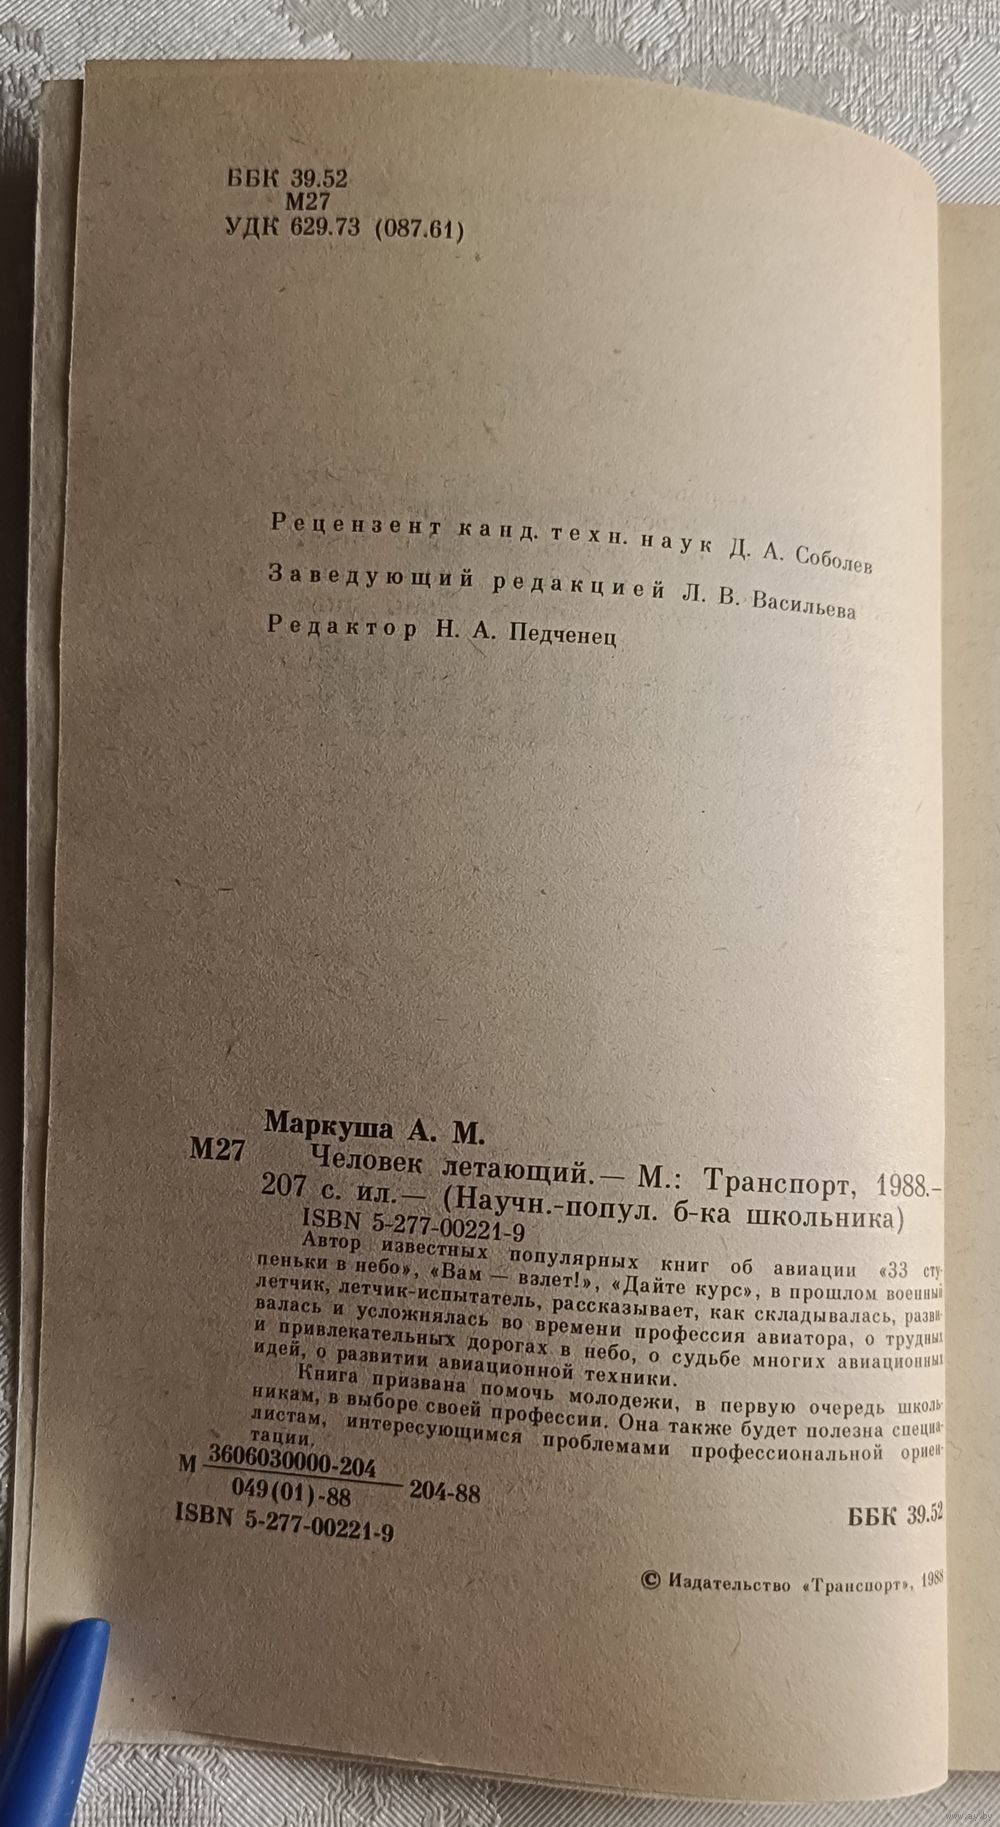 ББК 39.52
М27
УДК 629.73 (087.61)
Рецензент канд. техн. наук Д. А. Соболев
Заведующий редакцией Л. В. Васильева
Редактор Н. А. Педченец
Маркуша А. М.
М27 Человек летающий.— М.: Транспорт, 1988.—
207 с. ил.— (Научн.-попул. б-ка школьника)
ISBN 5-277-00221-9
Автор известных популярных книг об авиации «33 сту-
пеньки в небо», «Вам — взлет!», «Дайте курс», в прошлом военный
летчик, летчик-испытатель, рассказывает, как складывалась, разви-
валась и усложнялась во времени профессия авиатора, о трудных
и привлекательных дорогах в небо, о судьбе многих авиационных
идей, о развитии авиационной техники.
Книга призвана помочь молодежи, в первую очередь школь-
никам, в выборе своей профессии. Она также будет полезна специа-
листам, интересующимся проблемами профессиональной ориен-
тации.
М 3606030000-204
049(01)-88 204-88
ISBN 5-277-00221-9
ББК 39.52
© Издательство «Транспорт», 1988
www.ay.by